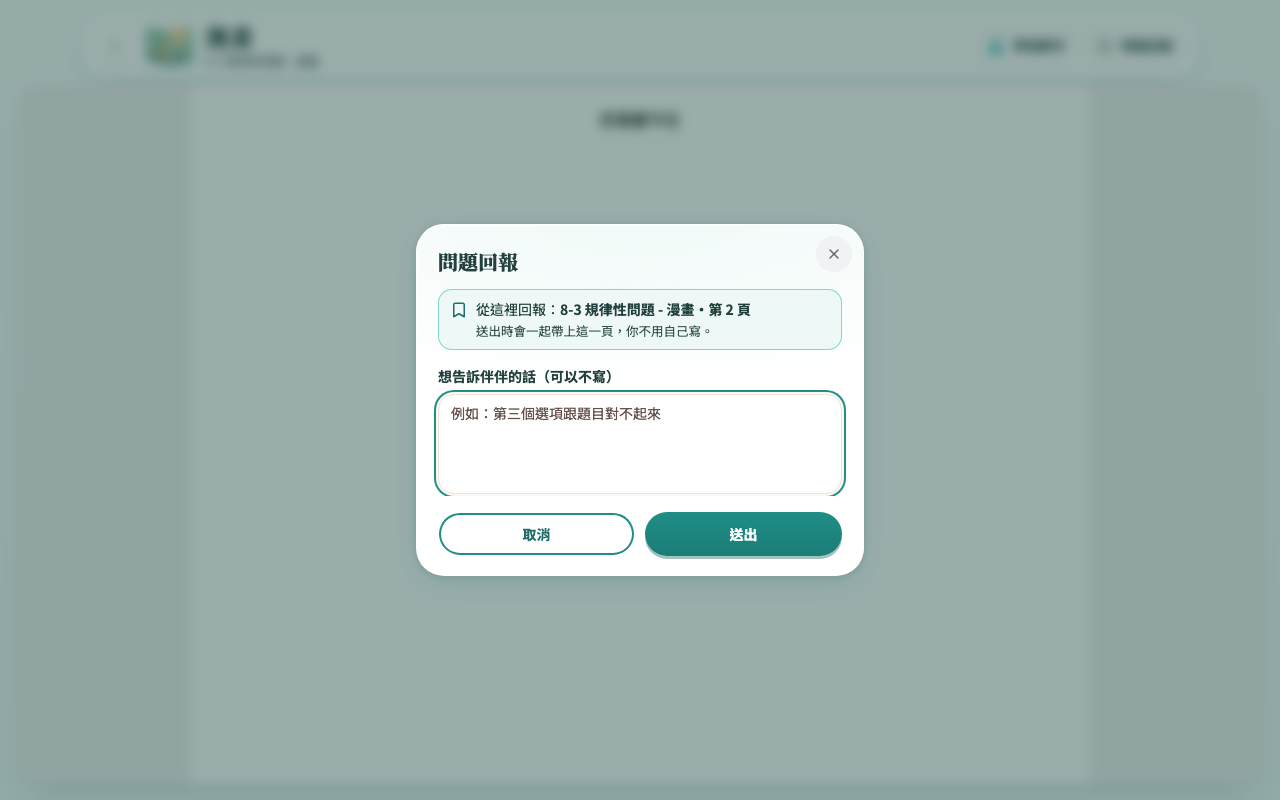 問題回報
從這裡回報：8-3 規律性問題 - 漫畫・第 2 頁
送出時會一起帶上這一頁，你不用自己寫。
想告訴伴伴的話（可以不寫）
例如：第三個選項跟題目對不起來
取消
送出